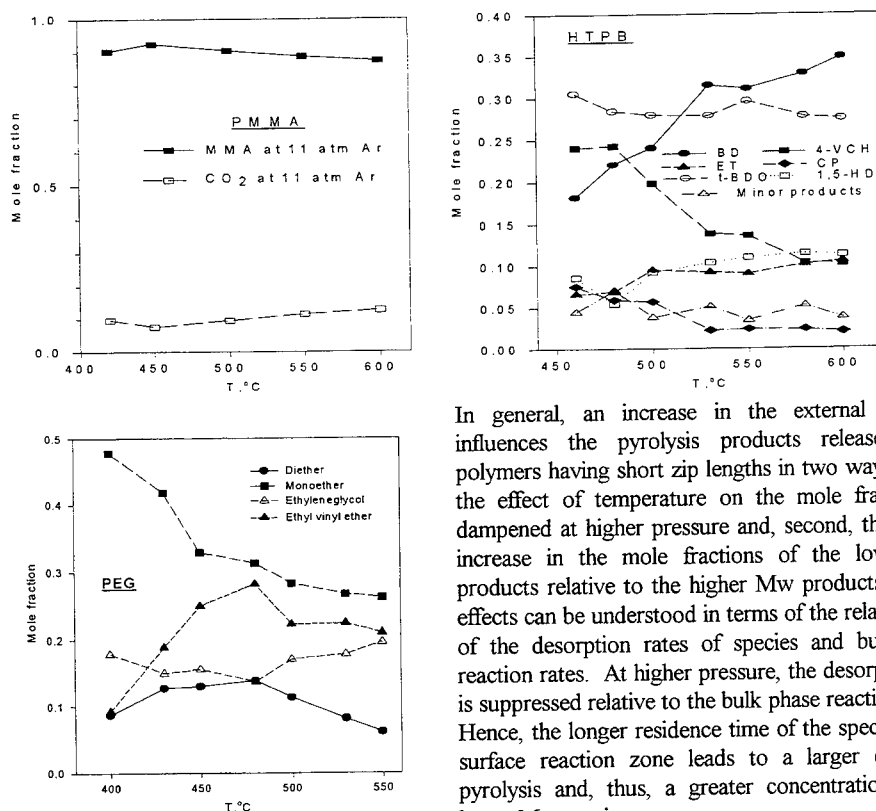 1.0
PMMA
MMA at 11 atm Ar
CO2 at 11 atm Ar
0.5
0.0
Mole fraction
400 450 500 550 600
T.°C
0.40
HTPB
0.35
0.30
0.25
0.20
0.15
0.10
0.05
0.00
Mole fraction
BD 4-VCH
ET CP
t-BDO 1,5-HD
Minor products
450 500 550 600
T.°C
0.5
0.4
0.3
0.2
0.1
0.0
Mole fraction
Diether
Monoether
Ethyleneglycol
Ethyl vinyl ether
PEG
400 450 500 550
T.°C
In general, an increase in the external
influences the pyrolysis products release
polymers having short zip lengths in two way
the effect of temperature on the mole fra
dampened at higher pressure and, second, th
increase in the mole fractions of the lov
products relative to the higher Mw products
effects can be understood in terms of the rela
of the desorption rates of species and bu
reaction rates. At higher pressure, the desorp
is suppressed relative to the bulk phase reacti
Hence, the longer residence time of the spec
surface reaction zone leads to a larger
pyrolysis and, thus, a greater concentration